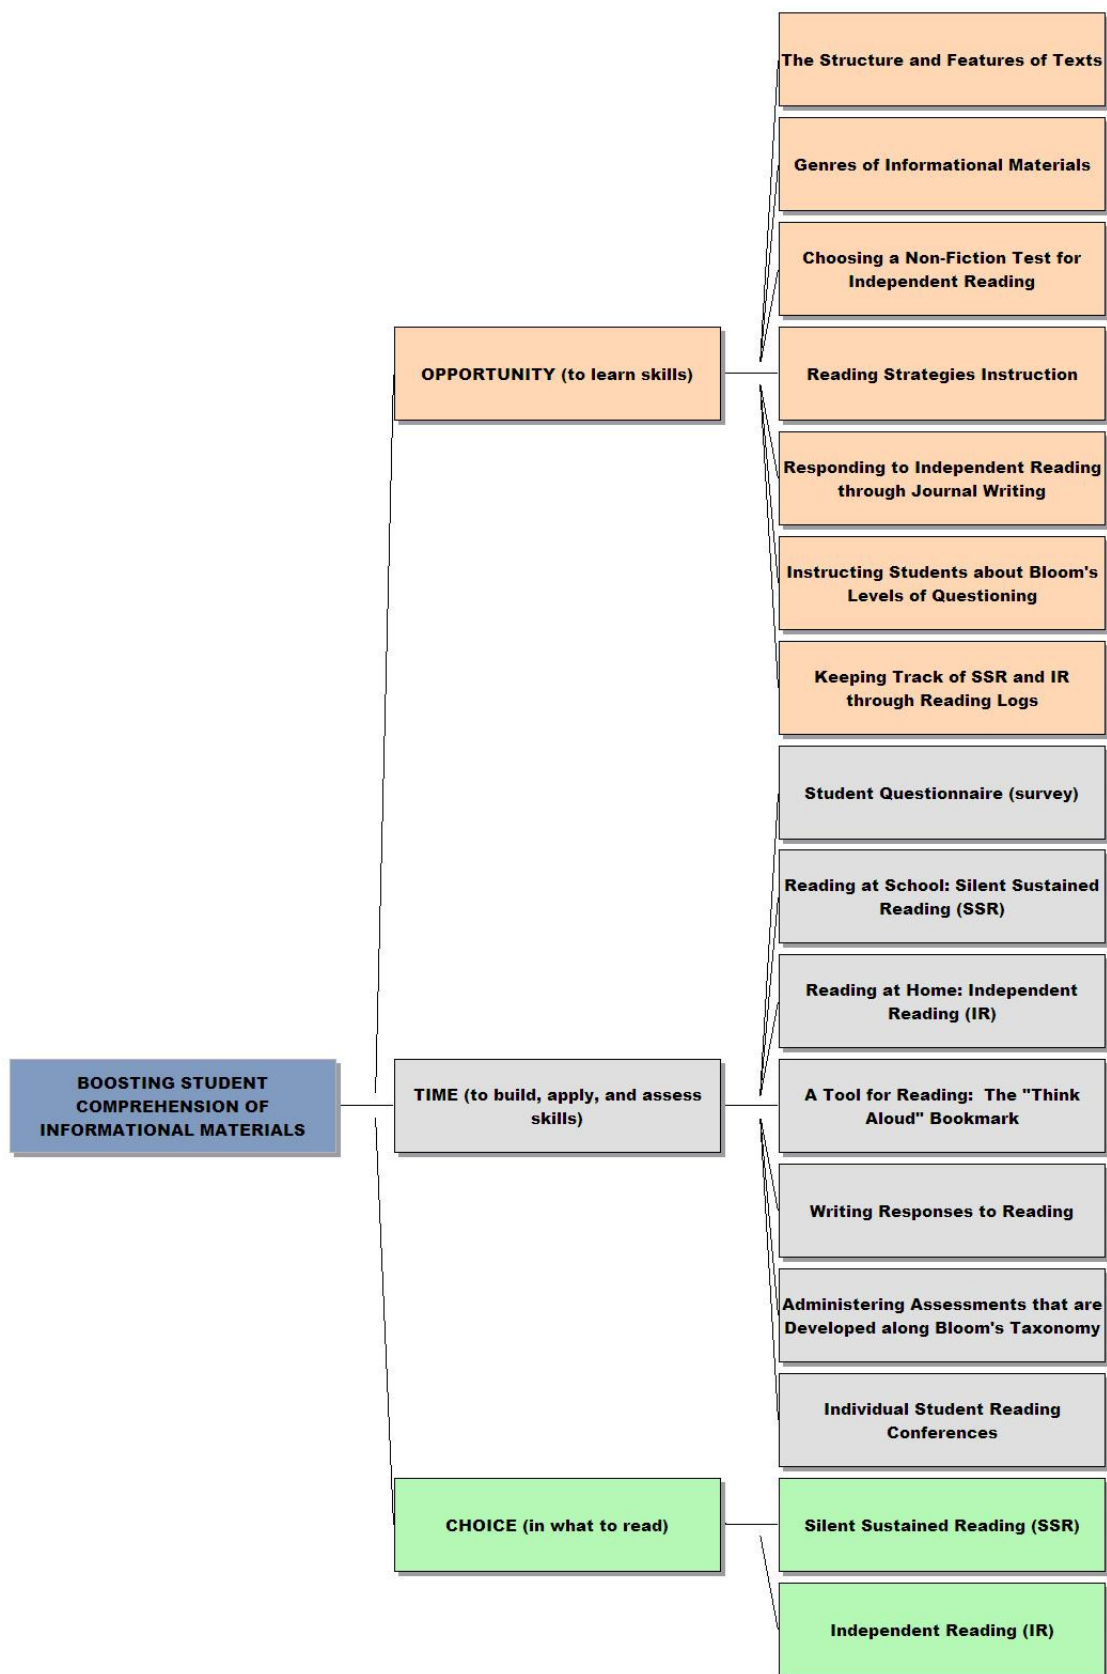 The Structure and Features of Texts
Genres of Informational Materials
Choosing a Non-Fiction Test for
Independent Reading
OPPORTUNITY (to learn skills)
Reading Strategies Instruction
Responding to Independent Reading
through Journal Writing
Instructing Students about Bloom's
Levels of Questioning
Keeping Track of SSR and IR
through Reading Logs
Student Questionnaire (survey)
Reading at School: Silent Sustained
Reading (SSR)
Reading at Home: Independent
Reading (IR)
BOOSTING STUDENT
COMPREHENSION OF
INFORMATIONAL MATERIALS
TIME (to build, apply, and assess
skills)
A Tool for Reading:  The "Think
Aloud" Bookmark
Writing Responses to Reading
Administering Assessments that are
Developed along Bloom's Taxonomy
Individual Student Reading
Conferences
CHOICE (in what to read)
Silent Sustained Reading (SSR)
Independent Reading (IR)